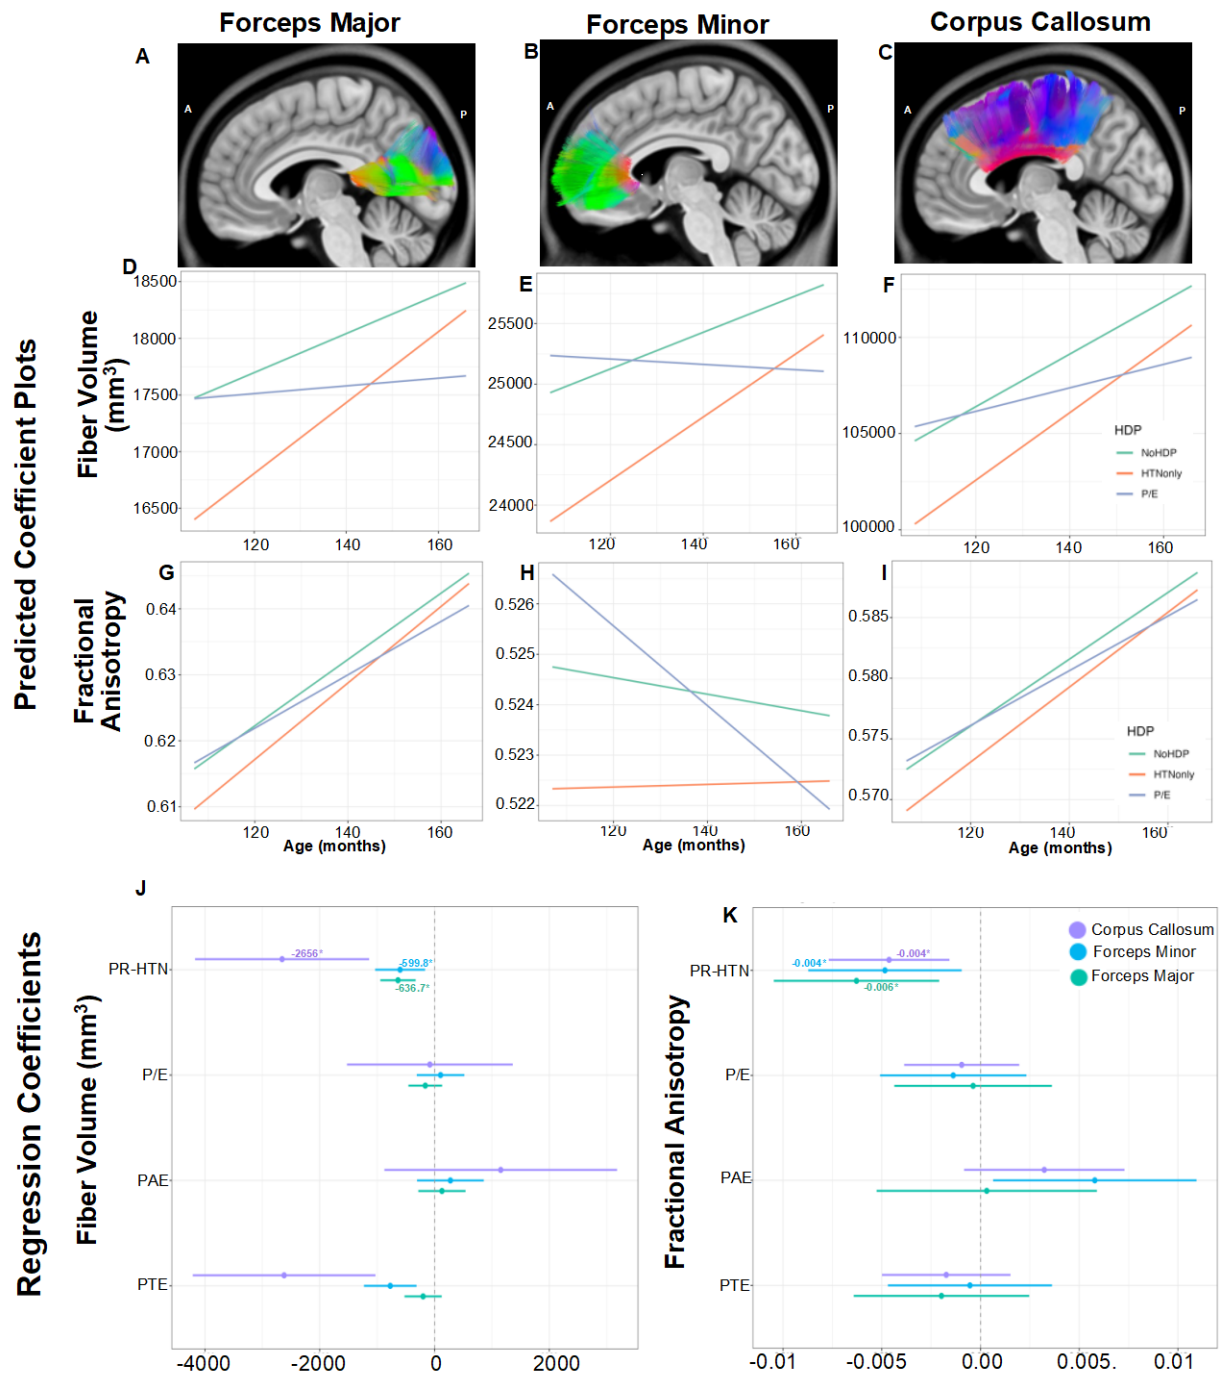 Forceps Major
Forceps Minor
Corpus Callosum
A
A
P
B
A
P
C
A
P
Predicted Coefficient Plots
Fiber Volume
(mm³)
D
18500
18000
17500
17000
16500
120 140 160
E
25500
25000
24500
24000
120 140 160
F
110000
105000
100000
120 140 160
HDP
NoHDP
HTNonly
P/E
Fractional
Anisotropy
G
0.64
0.63
0.62
0.61
120 140 160
Age (months)
H
0.526
0.525
0.524
0.523
0.522
120 140 160
Age (months)
I
0.585
0.580
0.575
0.570
120 140 160
Age (months)
HDP
NoHDP
HTNonly
P/E
Regression Coefficients
Fiber Volume (mm³)
J
PR-HTN
P/E
PAE
PTE
-2656*
-599.8*
-636.7*
-4000 -2000 0 2000
Fractional Anisotropy
K
PR-HTN
P/E
PAE
PTE
-0.004*
-0.004*
-0.006*
-0.01 -0.005 0.00 0.005. 0.01
Corpus Callosum
Forceps Minor
Forceps Major